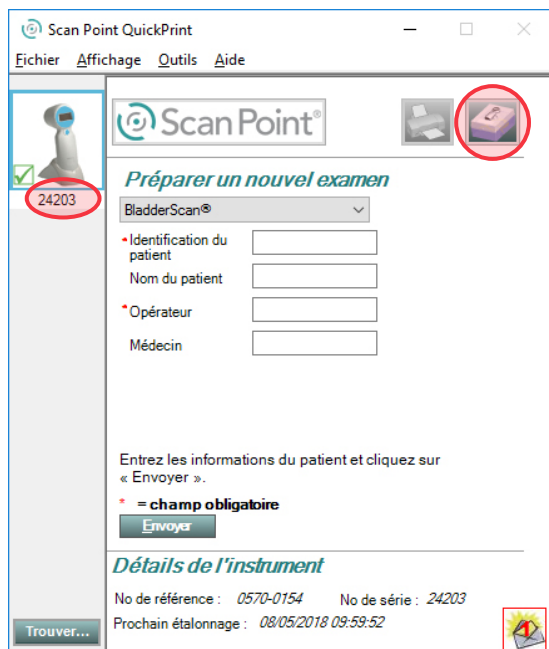 Scan Point QuickPrint
Fichier Affichage Outils Aide
Scan Point®
24203
Préparer un nouvel examen
BladderScan®
*Identification du
patient
Nom du patient
*Opérateur
Médecin
Entrez les informations du patient et cliquez sur
« Envoyer ».
* = champ obligatoire
Envoyer
Détails de l'instrument
No de référence : 0570-0154 No de série : 24203
Prochain étalonnage : 08/05/2018 09:59:52
Trouver...